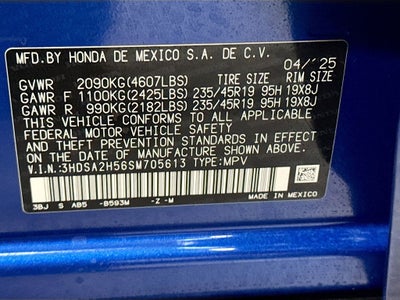 MFD. BY HONDA DE MEXICO S.A. DE C.V. 04/'25
GVWR 2090KG(4607LBS) TIRE SIZE RIM SIZE
GAWR F 1100KG(2425LBS) 235/45R19 95H 19X8J
GAWR R 990KG(2182LBS) 235/45R19 95H 19X8J
THIS VEHICLE CONFORMS TO ALL APPLICABLE
FEDERAL MOTOR VEHICLE SAFETY
AND THEFT PREVENTION STANDARDS IN EFFECT
ON THE DATE OF MANUFACTURE SHOWN ABOVE.
V.I.N.:3HDSA2H56SM705613 TYPE:MPV
3BJ S AB5 -B593M -Z -M MADE IN MEXICO